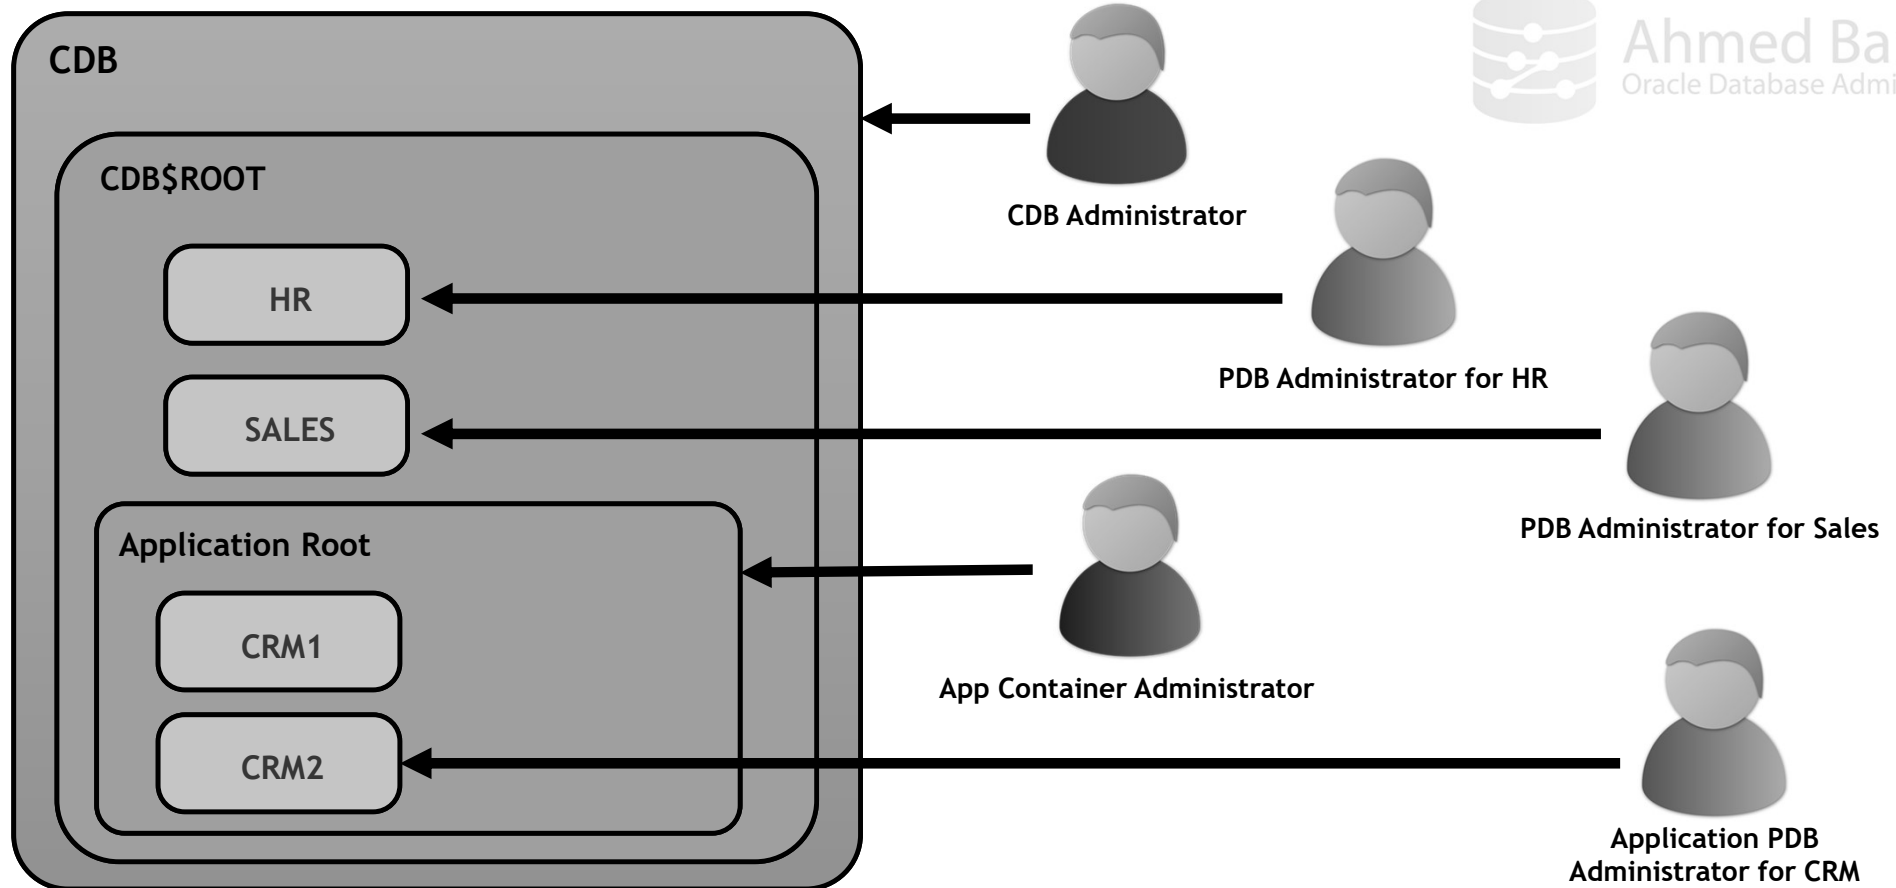 CDB
CDB$ROOT
HR
SALES
Application Root
CRM1
CRM2
CDB Administrator
PDB Administrator for HR
PDB Administrator for Sales
App Container Administrator
Application PDB
Administrator for CRM
Ahmed Ba
Oracle Database Admi